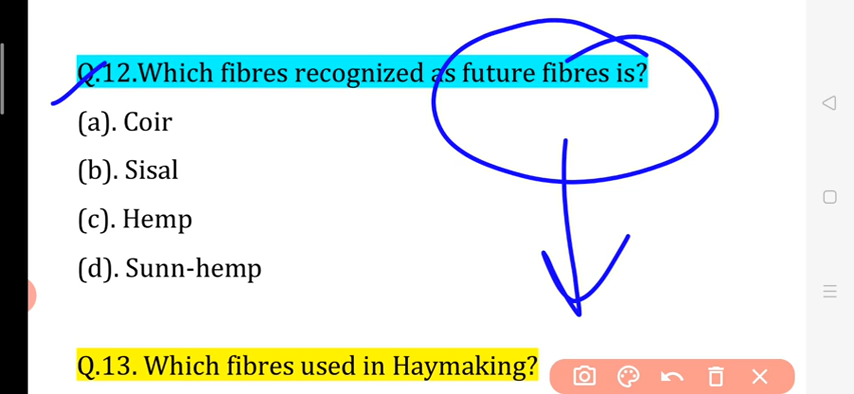 Q.12.Which fibres recognized as future fibres is?
(a). Coir
(b). Sisal
(c). Hemp
(d). Sunn-hemp
Q.13. Which fibres used in Haymaking?